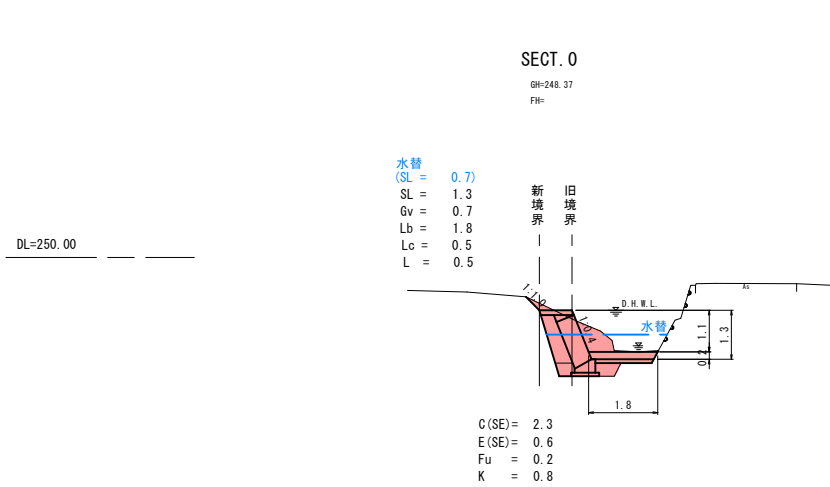 SECT. 0
GH=248.37
FH=
水替
(SL = 0.7)
SL = 1.3
Gv = 0.7
Lb = 1.8
Lc = 0.5
L = 0.5
新境界
旧境界
DL=250.00
1:1.0
D.H.W.L.
As
1:0.4
水替
1.1
1.3
0.2
1.8
C(SE)= 2.3
E(SE)= 0.6
Fu = 0.2
K = 0.8